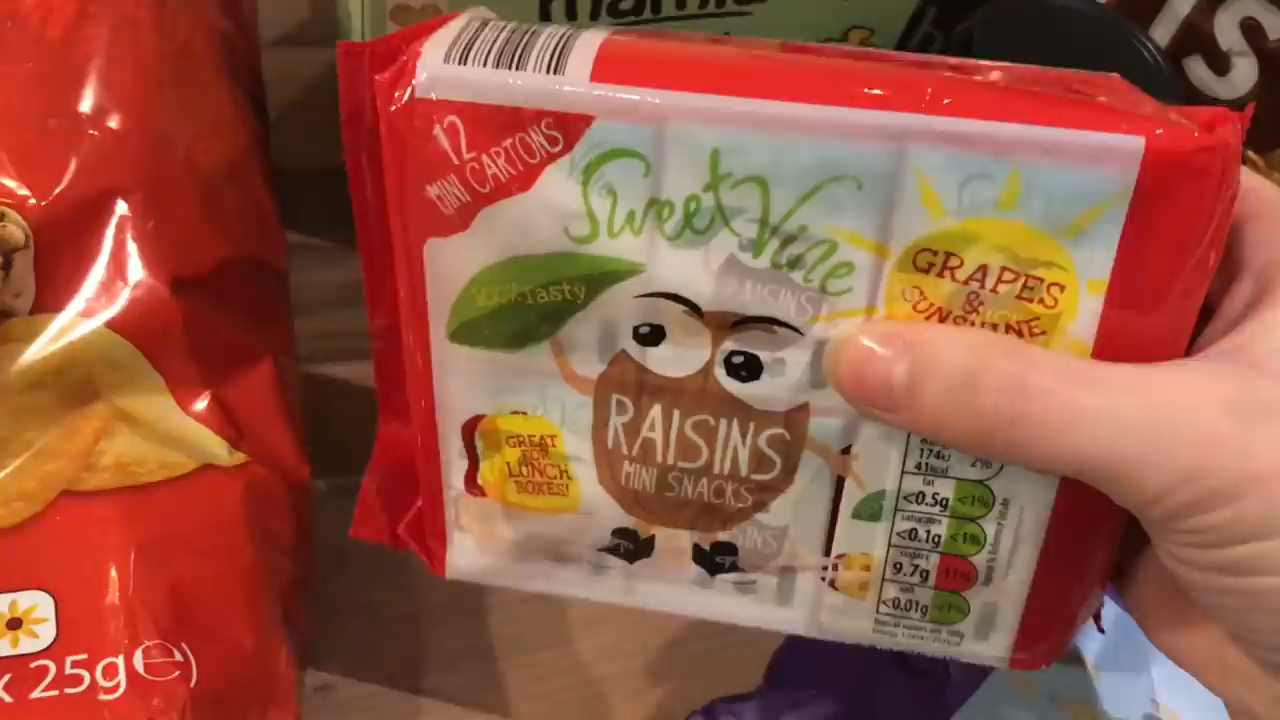 mamia
12
MINI CARTONS
Sweet Vine
100% Tasty
GRAPES
&
SUNSHINE
RAISINS
MINI SNACKS
GREAT
FOR
LUNCH
BOXES!
174kJ 2%
41kcal
fat
<0.5g <1%
saturates
<0.1g <1%
sugars
9.7g 11%
salt
<0.01g <1%
x 25g e)